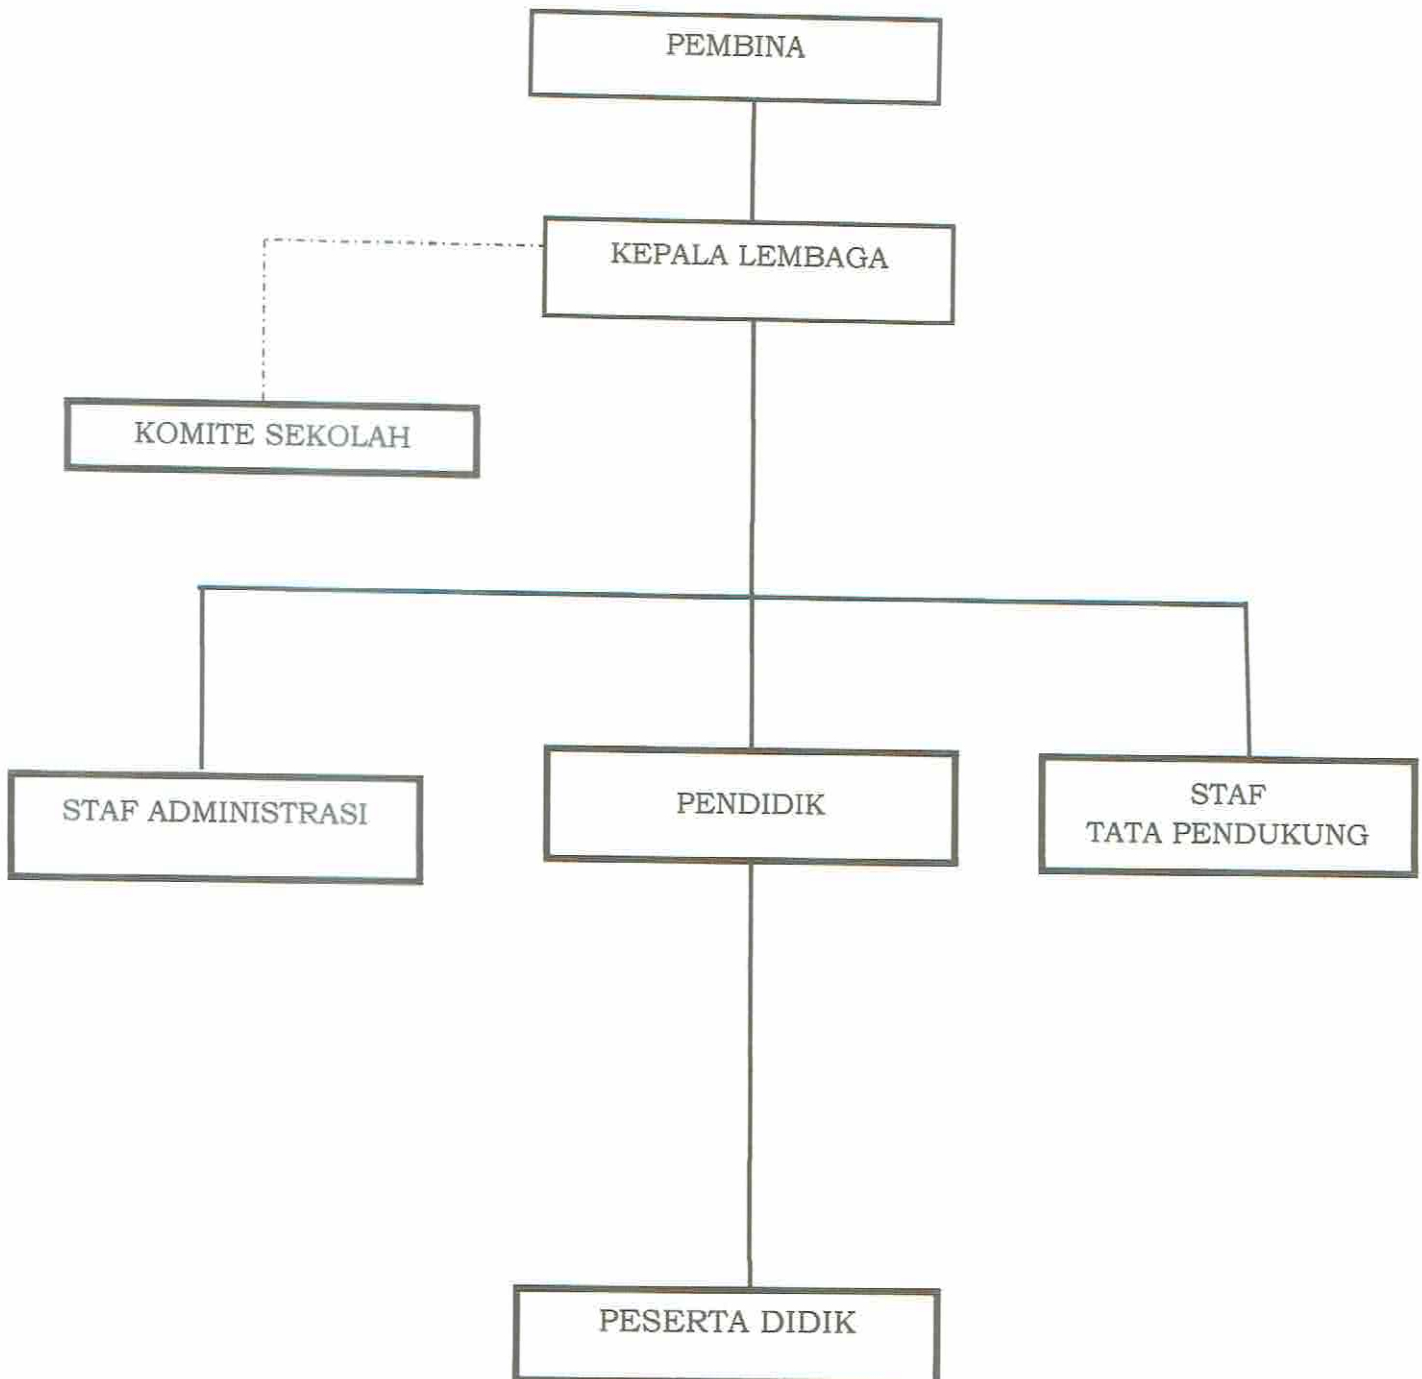 PEMBINA
KEPALA LEMBAGA
KOMITE SEKOLAH
STAF ADMINISTRASI
PENDIDIK
STAF
TATA PENDUKUNG
PESERTA DIDIK